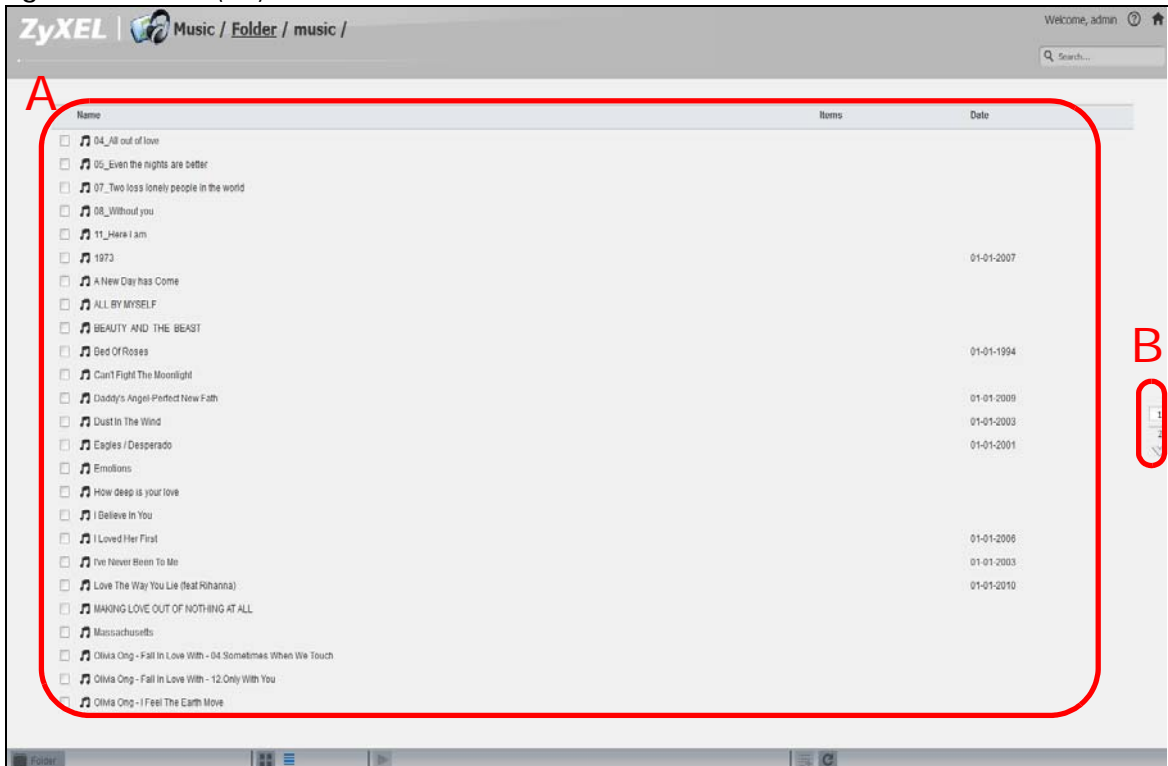 ZyXEL Music / Folder / music /
Welcome, admin
Search...
A
Name Items Date
04_All out of love
05_Even the nights are better
07_Two loss lonely people in the world
08_Without you
11_Here I am
1973 01-01-2007
A New Day has Come
ALL BY MYSELF
BEAUTY AND THE BEAST
Bed Of Roses 01-01-1994
B
Can't Fight The Moonlight
Daddy's Angel-Perfect New Fath 01-01-2009
Dust In The Wind 01-01-2003
1
Eagles / Desperado 01-01-2001
2
Emotions
How deep is your love
I Believe In You
I Loved Her First 01-01-2006
I've Never Been To Me 01-01-2003
Love The Way You Lie (feat Rihanna) 01-01-2010
MAKING LOVE OUT OF NOTHING AT ALL
Massachusetts
Olivia Ong - Fall In Love With - 04.Sometimes When We Touch
Olivia Ong - Fall In Love With - 12.Only With You
Olivia Ong - I Feel The Earth Move
Folder